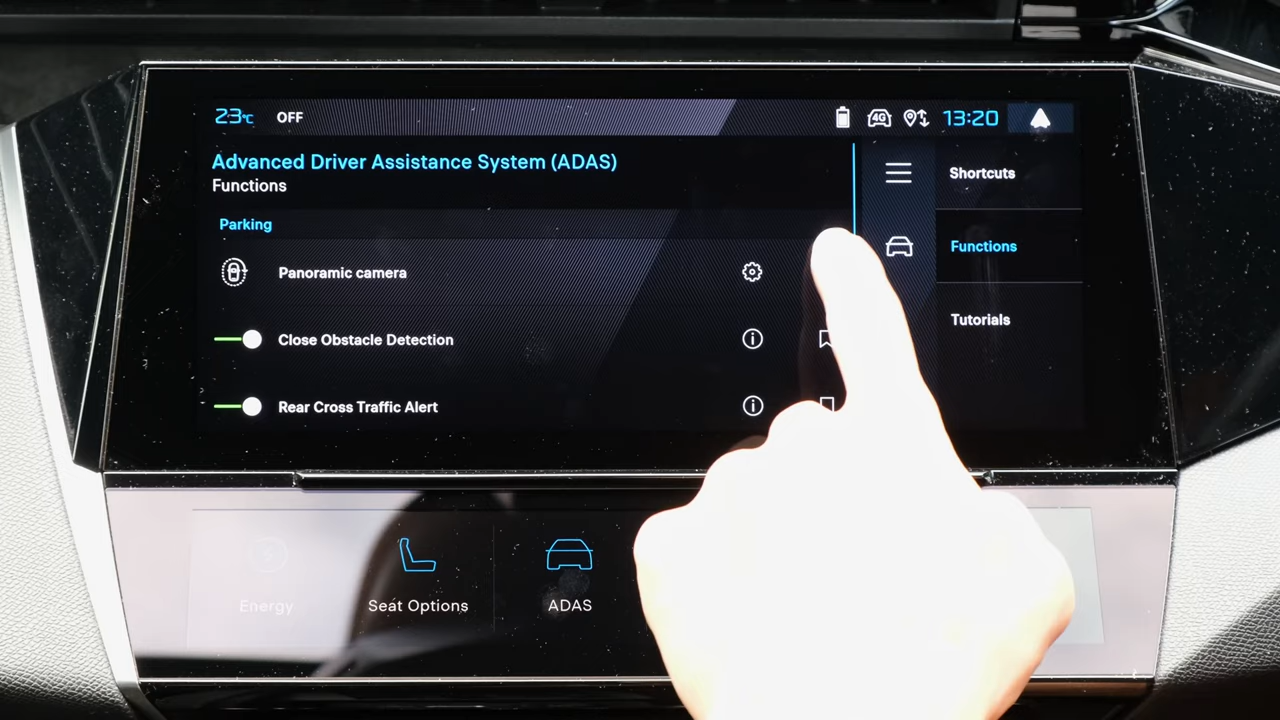 23°C OFF 4G 13:20
Advanced Driver Assistance System (ADAS)
Functions
Parking
Panoramic camera
Close Obstacle Detection
Rear Cross Traffic Alert
Shortcuts
Functions
Tutorials
Energy Seat Options ADAS